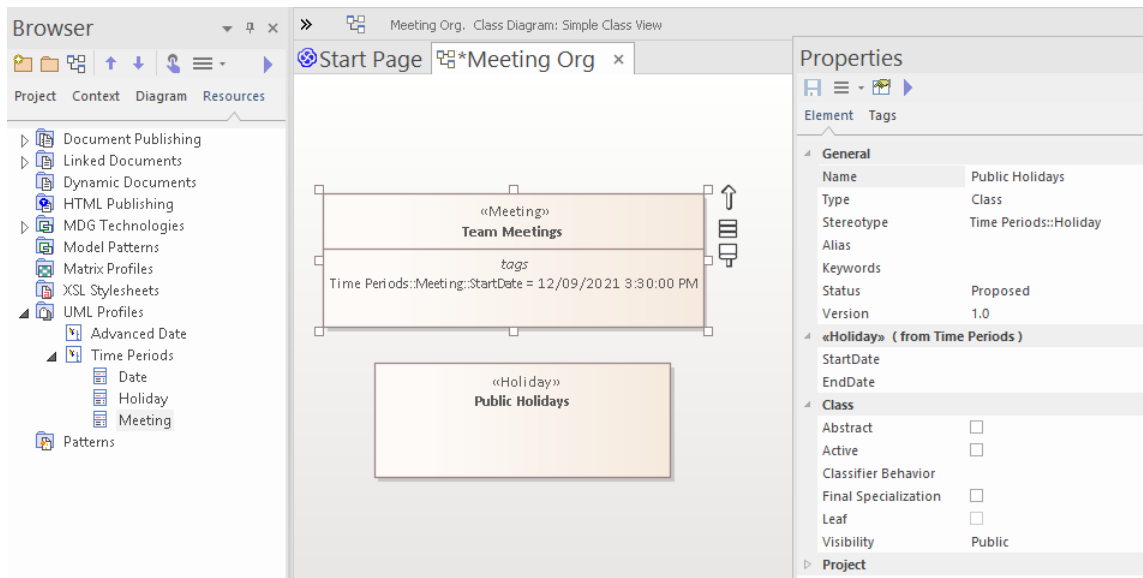 Browser
Project Context Diagram Resources
Document Publishing
Linked Documents
Dynamic Documents
HTML Publishing
MDG Technologies
Model Patterns
Matrix Profiles
XSL Stylesheets
UML Profiles
Advanced Date
Time Periods
Date
Holiday
Meeting
Patterns
Meeting Org. Class Diagram: Simple Class View
Start Page *Meeting Org ×
«Meeting»
Team Meetings
tags
Time Periods::Meeting::StartDate = 12/09/2021 3:30:00 PM
«Holiday»
Public Holidays
Properties
Element Tags
General
Name Public Holidays
Type Class
Stereotype Time Periods::Holiday
Alias
Keywords
Status Proposed
Version 1.0
«Holiday» ( from Time Periods )
StartDate
EndDate
Class
Abstract
Active
Classifier Behavior
Final Specialization
Leaf
Visibility Public
Project